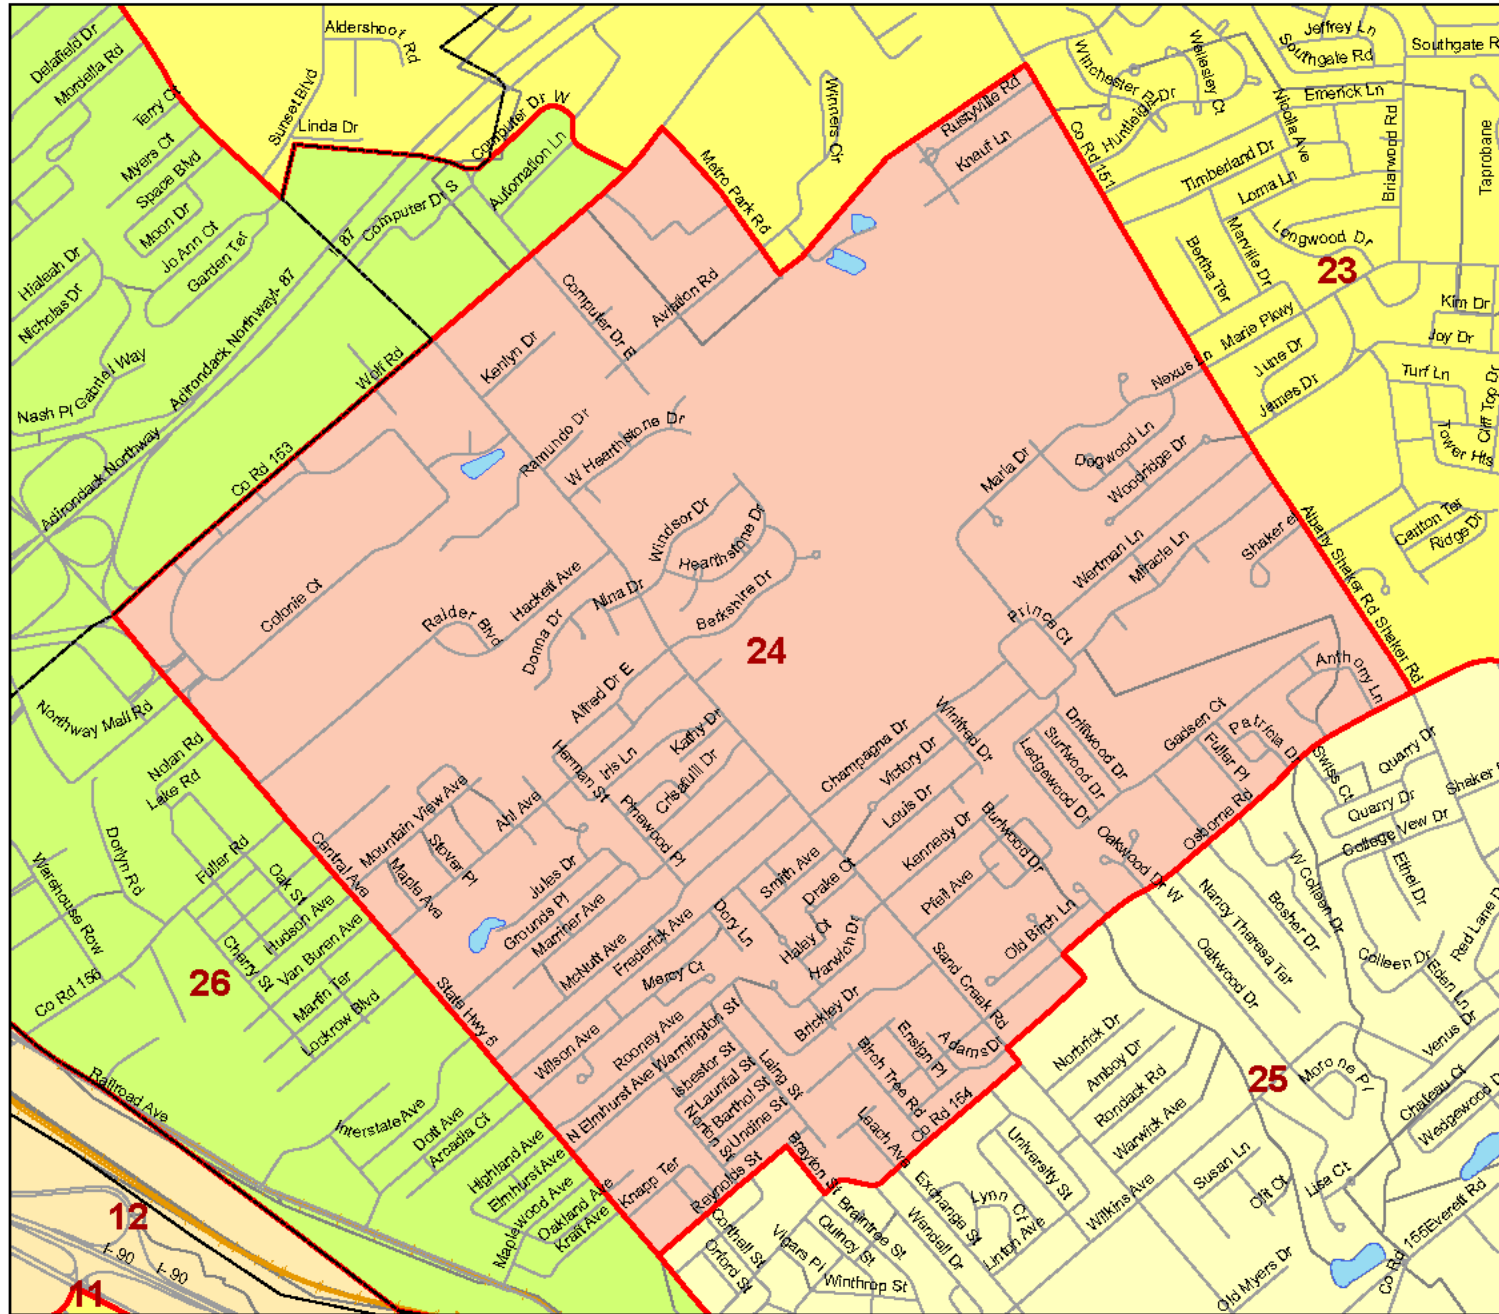 Delafield Dr
Mordella Rd
Terry Ct
Myers Ct
Space Blvd
Moon Dr
Jo Ann Ct
Garden Ter
Hialeah Dr
Nicholas Dr
Nash Pl Gabriel Way
Adirondack Northway
Adirondack Northway I- 87
I- 87
Aldershoot Rd
Sunset Blvd
Linda Dr
Computer Dr W
Automation Ln
Computer Dr S
Wolf Rd
Co Rd 153
Metro Park Rd
Winners Cir
Rustyville Rd
Knauf Ln
Co Rd 151
Winchester Pl
Huntleigh Dr
Wellesley Ct
Jeffrey Ln
Southgate Rd
Southgate R
Emerick Ln
Nicolla Ave
Briarwood Rd
Taprobane
Timberland Dr
Lorna Ln
Longwood Dr
Merville Dr
Bertha Ter
23
Marie Pkwy
Kim Dr
Joy Dr
June Dr
James Dr
Turf Ln
Cliff Top Dr
Tower Hts
Canton Ter
Ridge Dr
Albany Shaker Rd
Shaker Rd
Computer Dr E
Aviation Rd
Kenlyn Dr
Ramundo Dr
W Hearthstone Dr
Windsor Dr
Hearthstone Dr
Berkshire Dr
Nina Dr
Donna Dr
Hackett Ave
Raider Blvd
Colonie Ct
Nexus Ln
Maria Dr
Dogwood Ln
Woodridge Dr
Wertman Ln
Miracle Ln
Shaker el
Prince Ct
24
Anthony Ln
Alfred Dr E
Kathy Dr
Iris Ln
Herman St
Crisafulli Dr
Pinewood Pl
Champagna Dr
Winifred Dr
Victory Dr
Louis Dr
Driftwood Dr
Surfwood Dr
Ledgewood Dr
Gadsen Ct
Fuller Pl
Patricia Dr
Osborne Rd
Swiss Ct
Quarry Dr
Quarry Dr
College View Dr
Shaker
Northway Mall Rd
Nolan Rd
Lake Rd
Dorlyn Rd
Warehouse Row
Fuller Rd
Oak St
Hudson Ave
Van Buren Ave
Cherry St
Martin Ter
Lockrow Blvd
Co Rd 156
26
Central Ave
Mountain View Ave
Maple Ave
Stover Pl
Ahl Ave
Jules Dr
Grounds Pl
Marriner Ave
McNutt Ave
Frederick Ave
Mercy Ct
Dory Ln
Smith Ave
Drake Ct
Haley Ct
Harwich Dr
Kennedy Dr
Pfeil Ave
Burlwood Dr
Oakwood Dr W
Old Birch Ln
Sand Creek Rd
Brickley Dr
Adams Dr
Ensign Pl
Birch Tree Rd
Leach Ave
Co Rd 154
State Hwy 5
Wilson Ave
Rooney Ave
Warmington St
N Elmhurst Ave
Isbestor St
N Launfal St
Barthol St
Undine St
Norton St
Laing St
Reynolds St
Knapp Ter
Brayton St
Nancy Theresa Ter
Oakwood Dr
Bosher Dr
W Colleen Dr
Ethel Dr
Colleen Dr
Eden Ln
Red Lane D
Venus Dr
Chateau Ct
Wedgewood D
Morone Pl
25
Norbrick Dr
Amboy Dr
Rondack Rd
Warwick Ave
Susan Ln
Olit Ct
Lisa Ct
Wilkins Ave
University St
Lynn Cr
Linton Ave
Exchange St
Wendell Dr
Braintree St
Quincy St
Vigars Pl
Winthrop St
Corthell St
Orford St
Old Myers Dr
Co Rd 155
Everett Rd
Railroad Ave
Interstate Ave
Dott Ave
Arcadia Ct
Highland Ave
Elmhurst Ave
Maplewood Ave
Oakland Ave
Kraft Ave
12
I- 90
I- 90
11